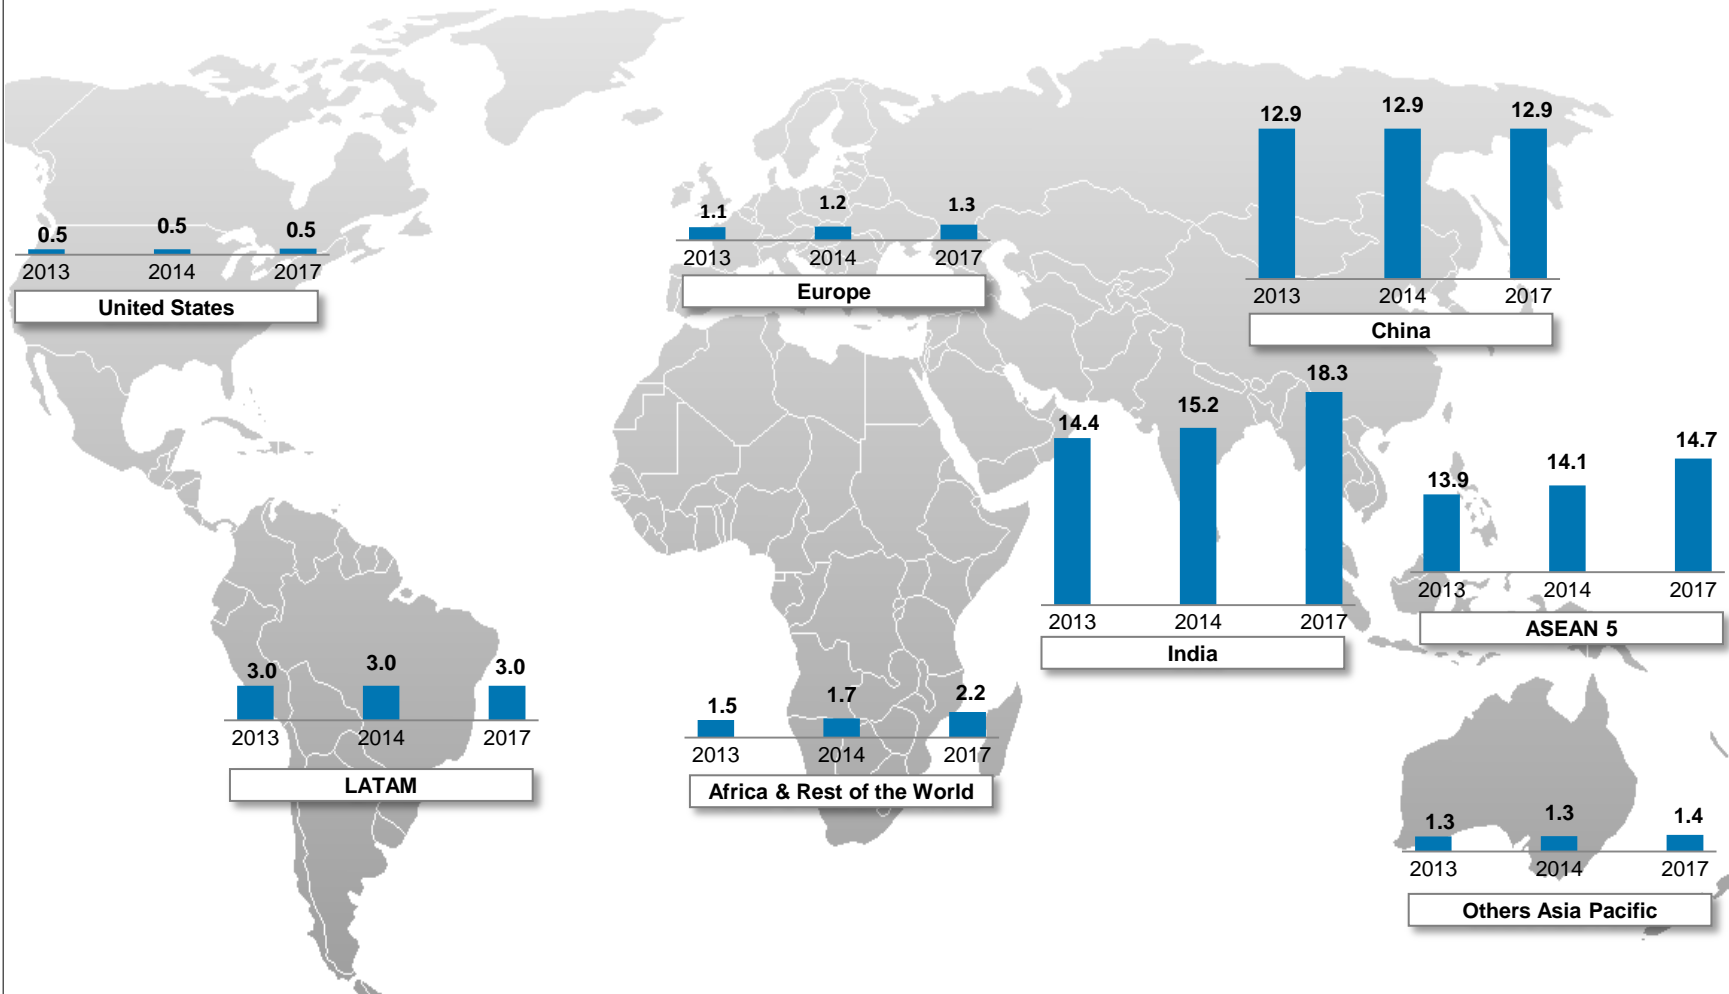 0.5 0.5 0.5
2013 2014 2017
United States
1.1 1.2 1.3
2013 2014 2017
Europe
12.9 12.9 12.9
2013 2014 2017
China
14.4 15.2 18.3
2013 2014 2017
India
13.9 14.1 14.7
2013 2014 2017
ASEAN 5
3.0 3.0 3.0
2013 2014 2017
LATAM
1.5 1.7 2.2
2013 2014 2017
Africa & Rest of the World
1.3 1.3 1.4
2013 2014 2017
Others Asia Pacific